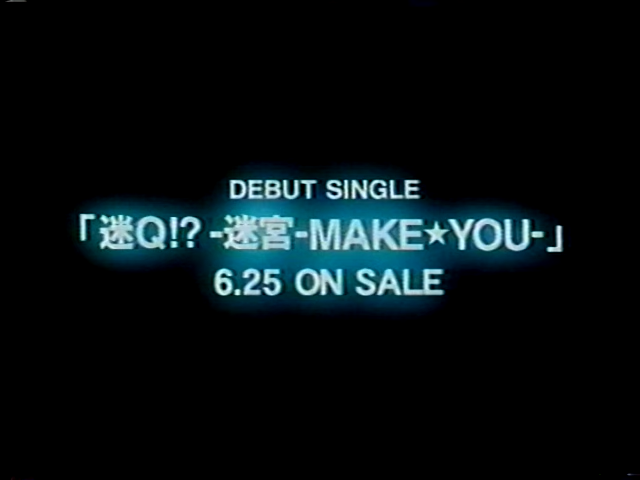 DEBUT SINGLE
「迷Q!?-迷宮-MAKE★YOU-」
6.25 ON SALE